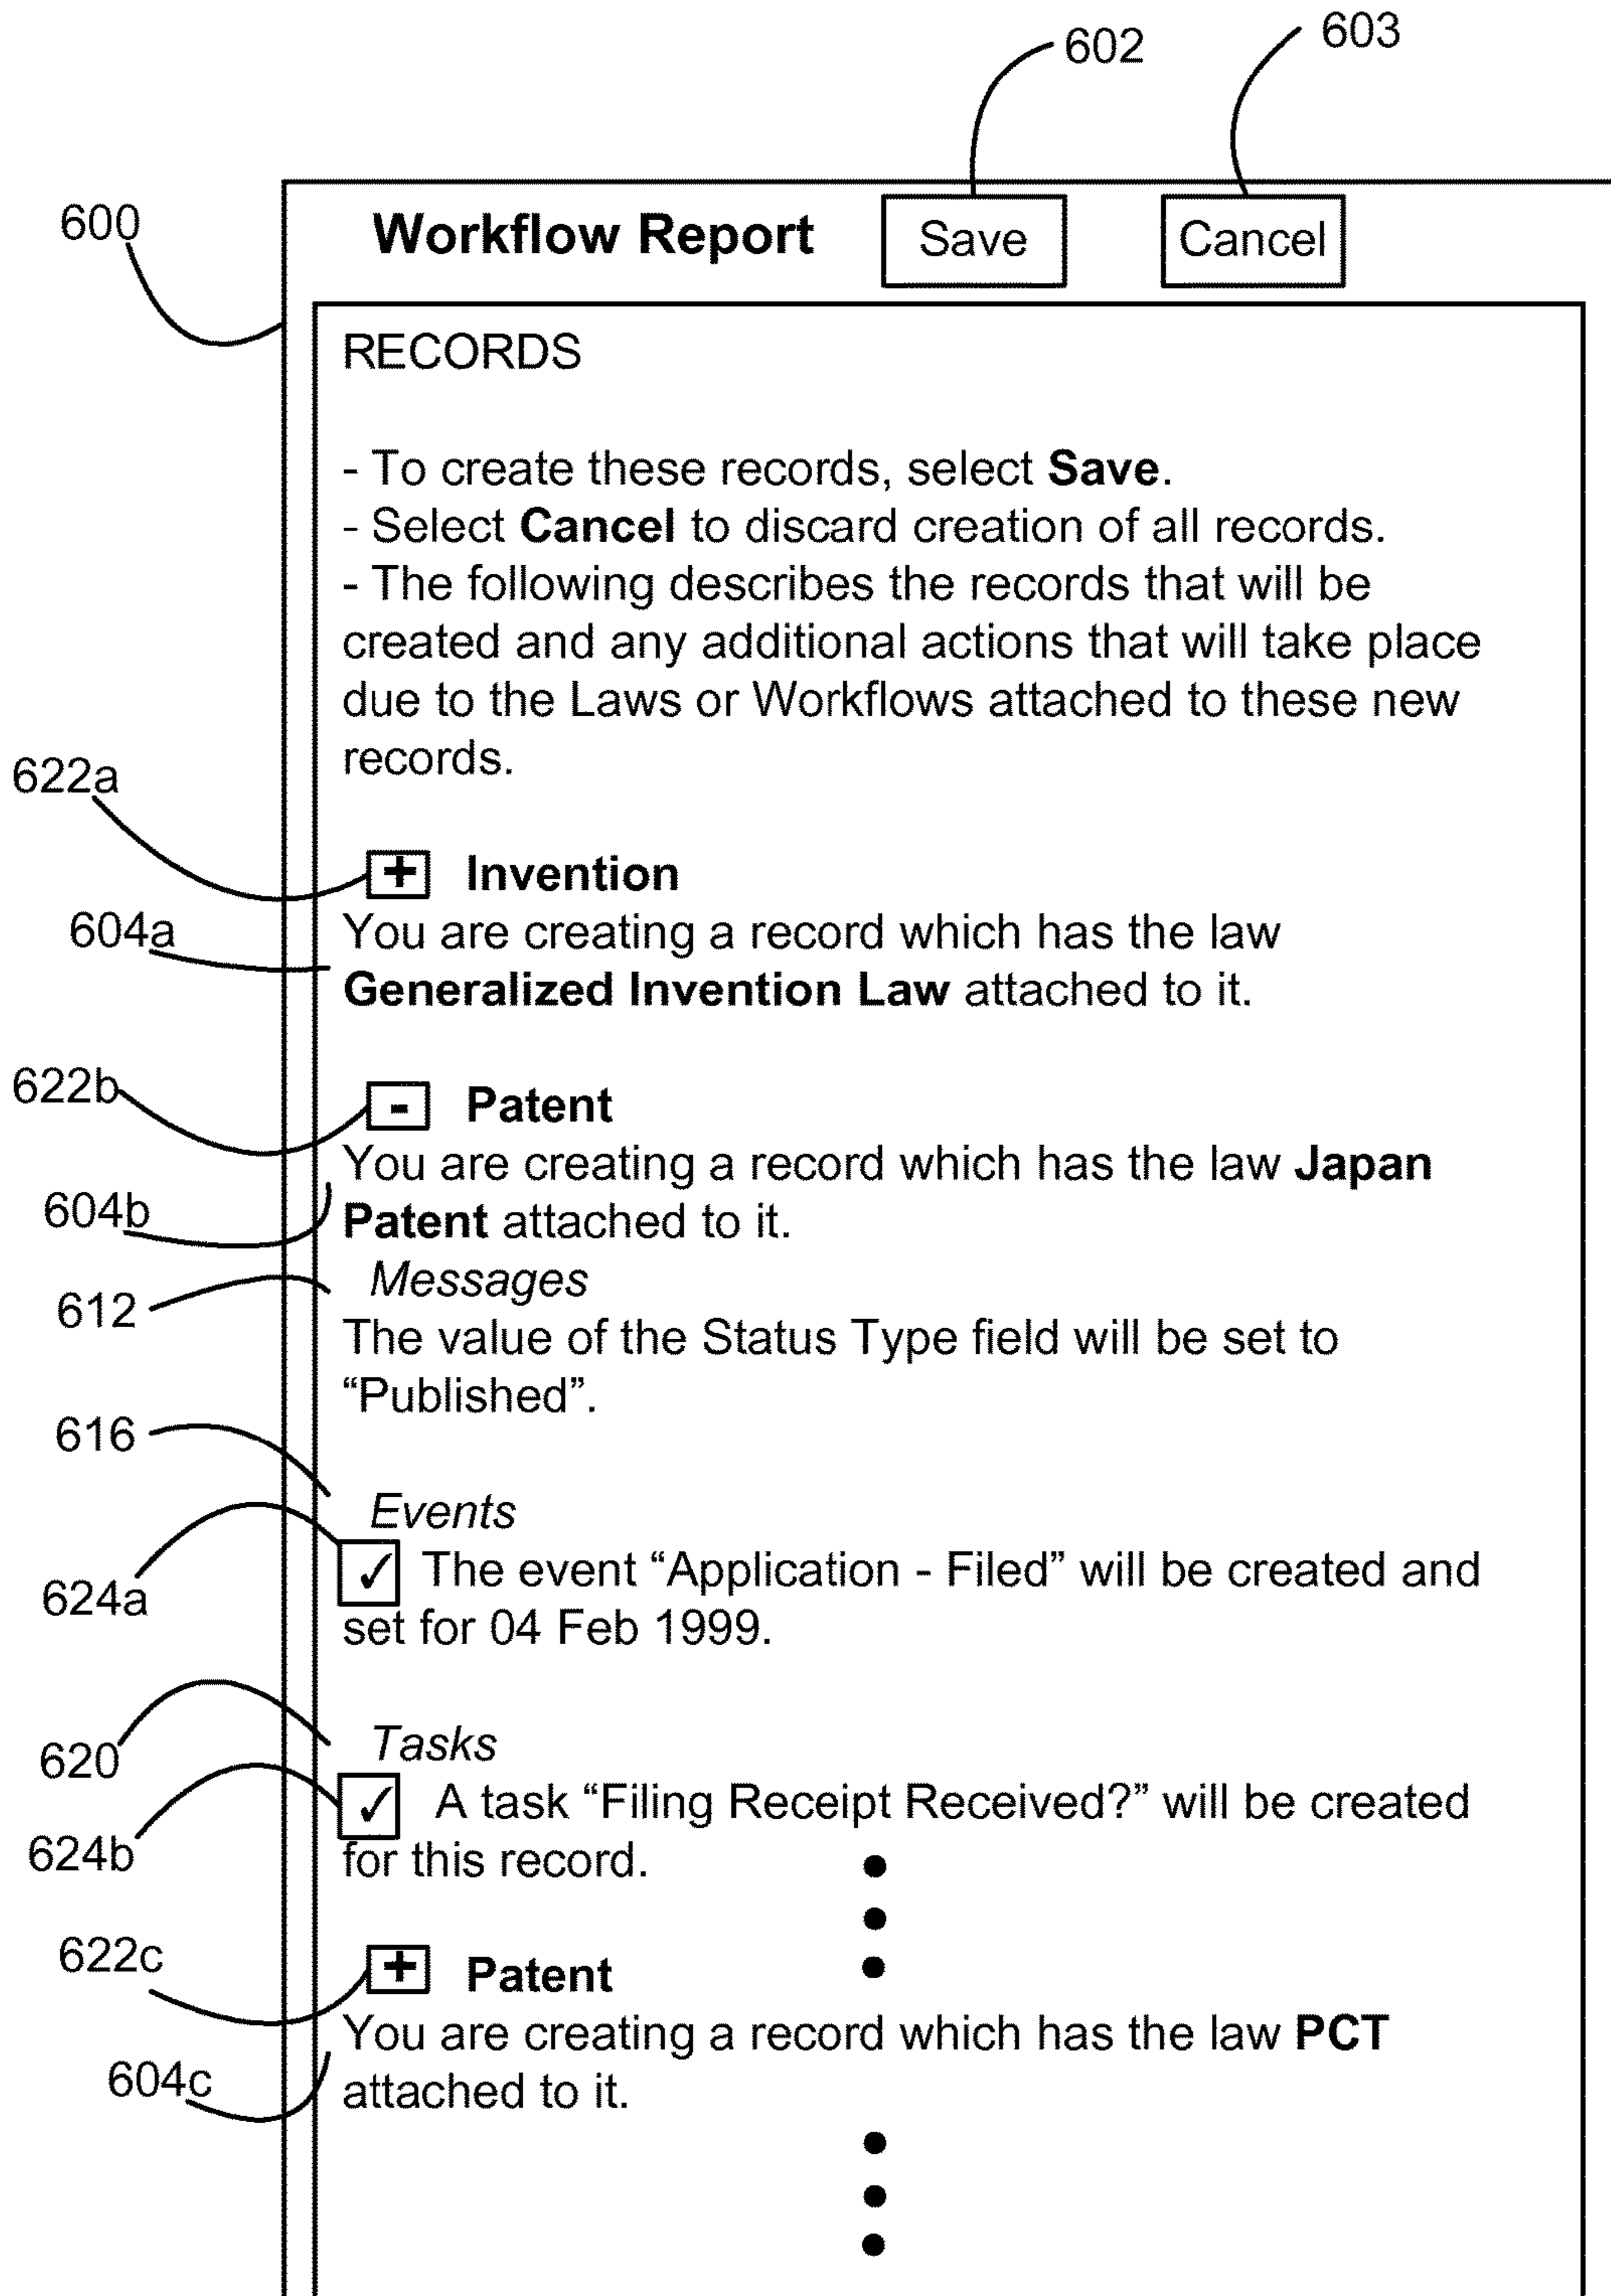 602
603
600
Workflow Report
Save
Cancel
RECORDS
- To create these records, select Save.
- Select Cancel to discard creation of all records.
- The following describes the records that will be
created and any additional actions that will take place
due to the Laws or Workflows attached to these new
records.
622a
+ Invention
604a
You are creating a record which has the law
Generalized Invention Law attached to it.
622b
- Patent
You are creating a record which has the law Japan
604b
Patent attached to it.
Messages
612
The value of the Status Type field will be set to
“Published”.
616
Events
624a
✓ The event “Application - Filed” will be created and
set for 04 Feb 1999.
620
Tasks
✓ A task “Filing Receipt Received?” will be created
624b
for this record.
622c
+ Patent
You are creating a record which has the law PCT
604c
attached to it.